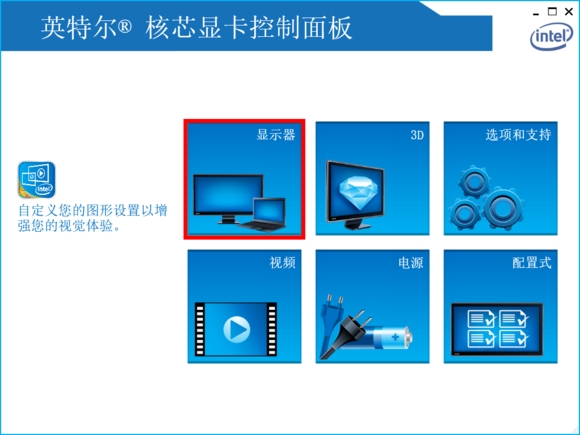 英特尔® 核芯显卡控制面板
intel
显示器
3D
选项和支持
intel
自定义您的图形设置以增
强您的视觉体验。
视频
电源
配置式